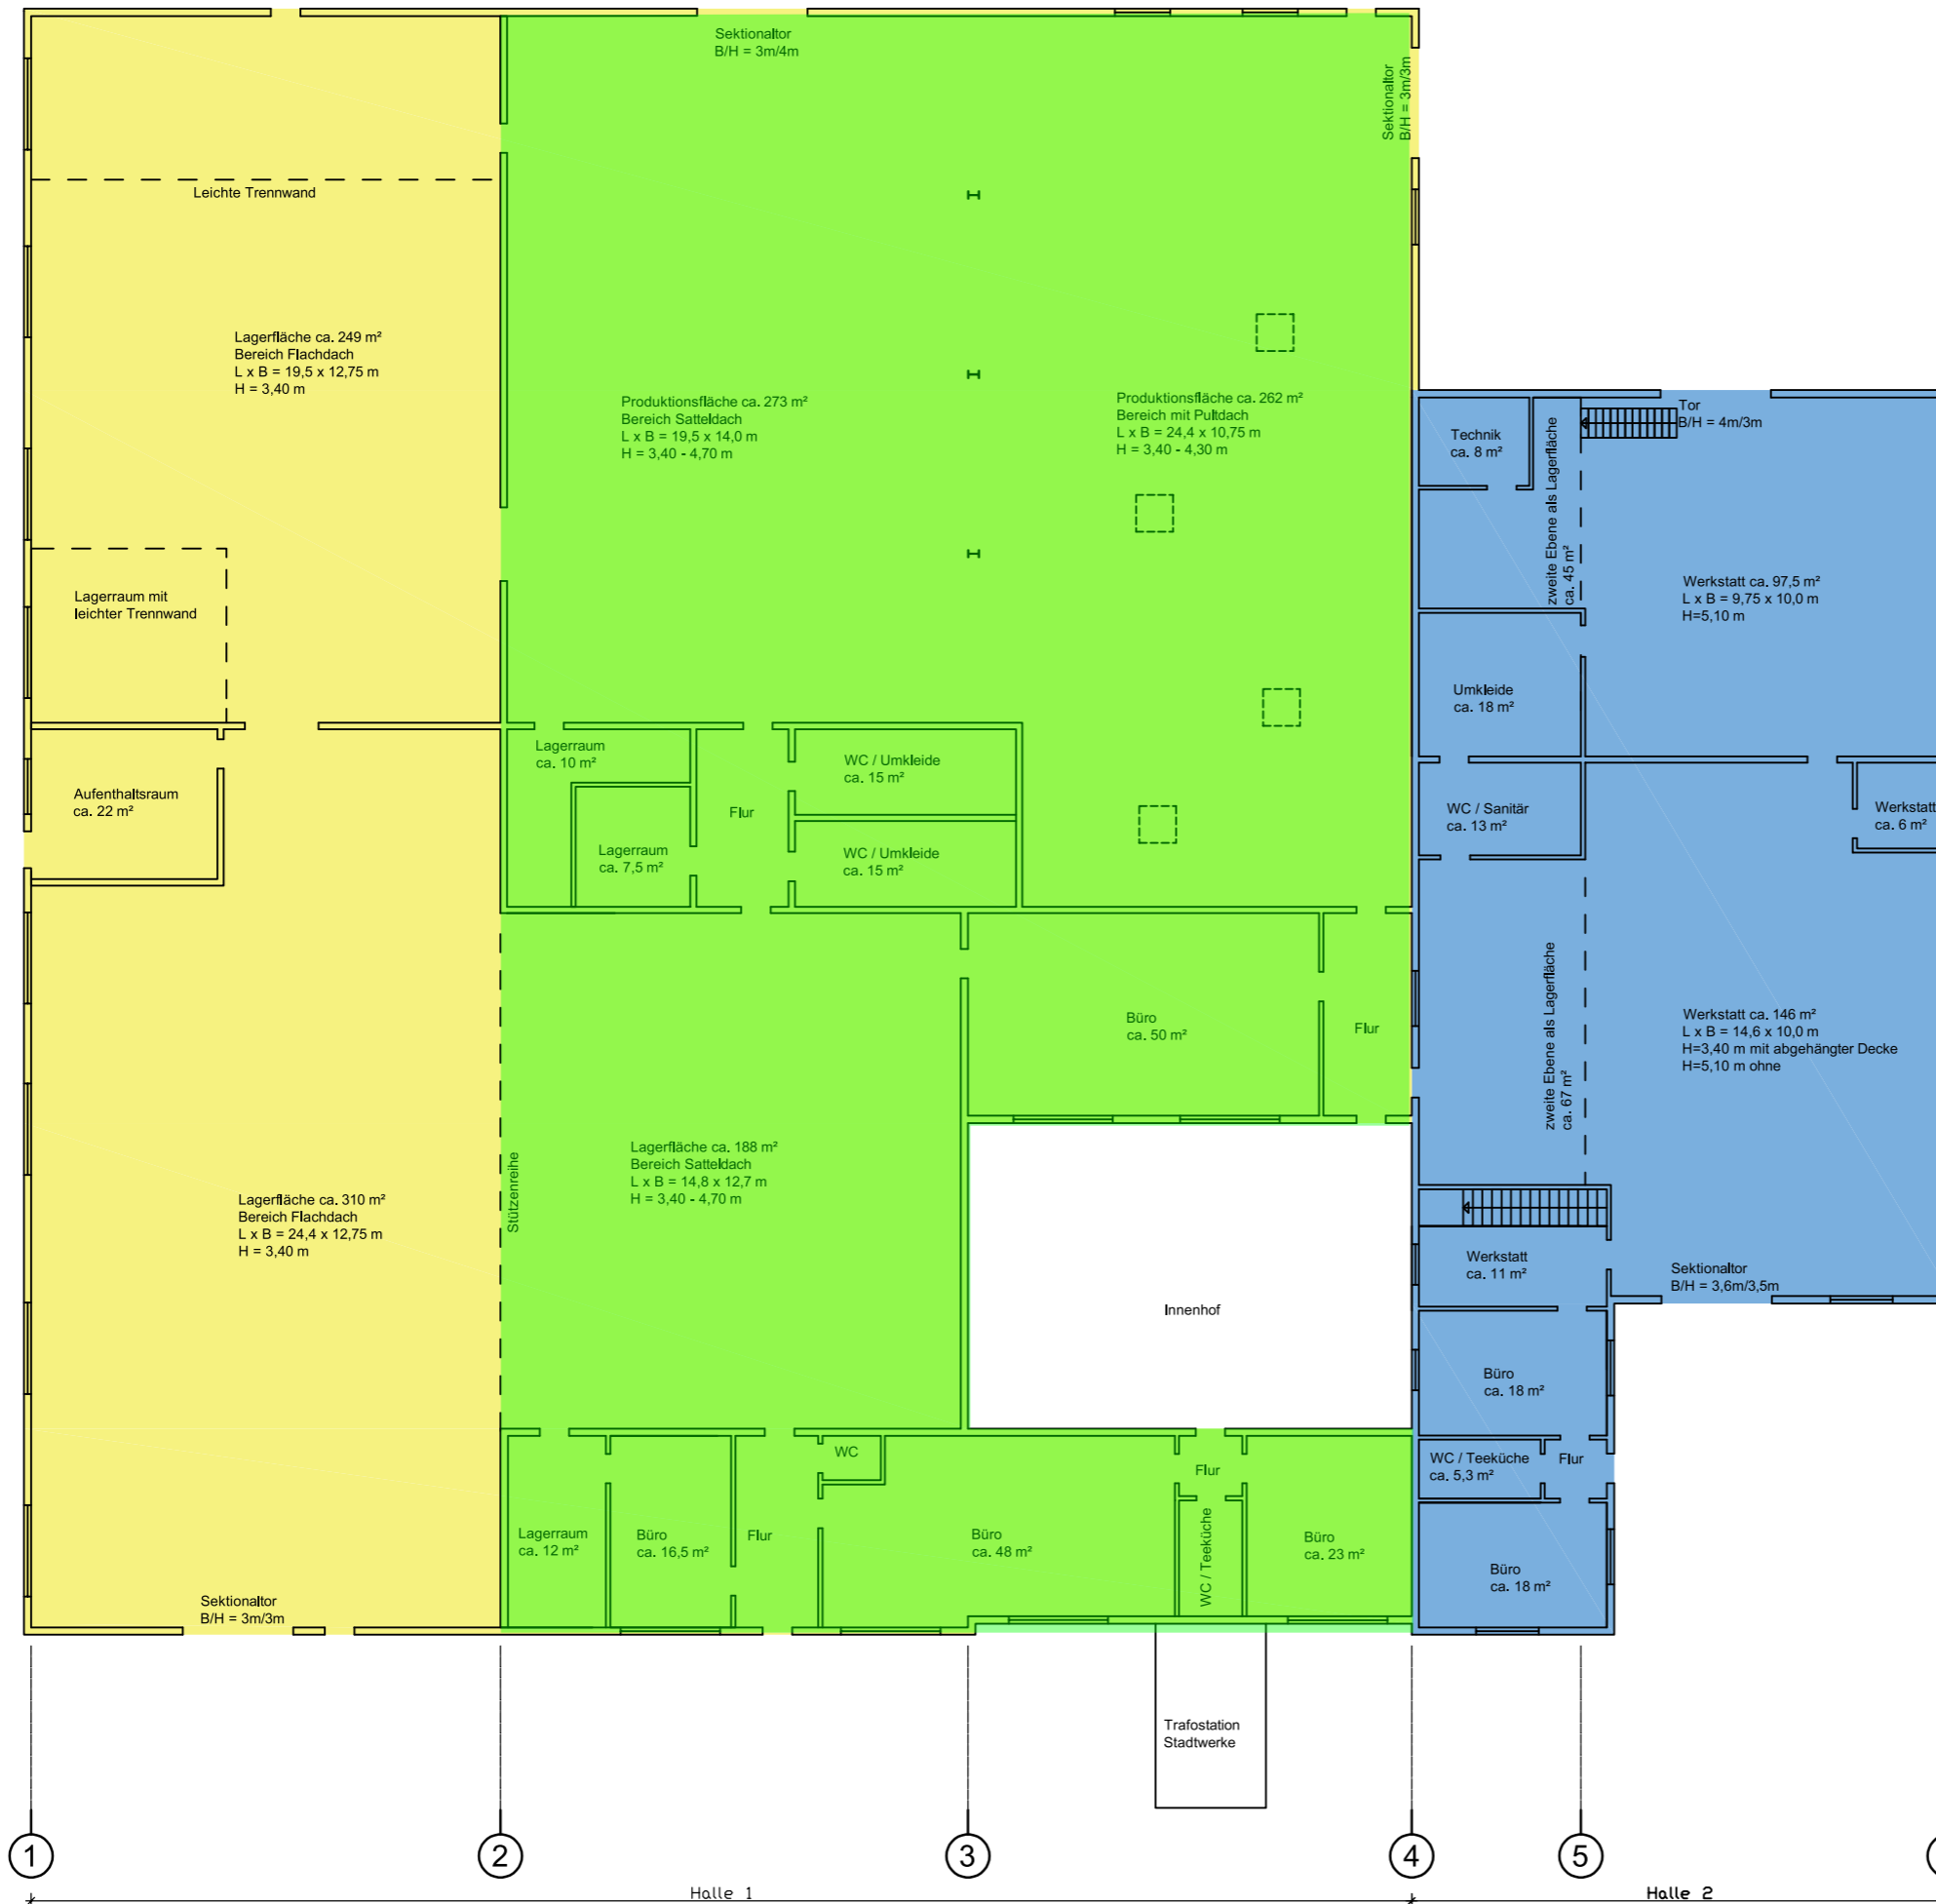 Sektionaltor
B/H = 3m/4m
Sektionaltor
B/H = 3m/3m
Leichte Trennwand
Lagerfläche ca. 249 m²
Bereich Flachdach
L x B = 19,5 x 12,75 m
H = 3,40 m
Produktionsfläche ca. 273 m²
Bereich Satteldach
L x B = 19,5 x 14,0 m
H = 3,40 - 4,70 m
Produktionsfläche ca. 262 m²
Bereich mit Pultdach
L x B = 24,4 x 10,75 m
H = 3,40 - 4,30 m
Technik
ca. 8 m²
zweite Ebene als Lagerfläche
ca. 45 m²
Tor
B/H = 4m/3m
Werkstatt ca. 97,5 m²
L x B = 9,75 x 10,0 m
H=5,10 m
Lagerraum mit
leichter Trennwand
Umkleide
ca. 18 m²
Lagerraum
ca. 10 m²
WC / Umkleide
ca. 15 m²
Aufenthaltsraum
ca. 22 m²
Flur
Lagerraum
ca. 7,5 m²
WC / Umkleide
ca. 15 m²
WC / Sanitär
ca. 13 m²
Werkstatt
ca. 6 m²
Büro
ca. 50 m²
Flur
zweite Ebene als Lagerfläche
ca. 67 m²
Werkstatt ca. 146 m²
L x B = 14,6 x 10,0 m
H=3,40 m mit abgehängter Decke
H=5,10 m ohne
Lagerfläche ca. 310 m²
Bereich Flachdach
L x B = 24,4 x 12,75 m
H = 3,40 m
Stützenreihe
Lagerfläche ca. 188 m²
Bereich Satteldach
L x B = 14,8 x 12,7 m
H = 3,40 - 4,70 m
Innenhof
Werkstatt
ca. 11 m²
Sektionaltor
B/H = 3,6m/3,5m
Büro
ca. 18 m²
WC
Flur
WC / Teeküche
ca. 5,3 m²
Flur
Lagerraum
ca. 12 m²
Büro
ca. 16,5 m²
Flur
Büro
ca. 48 m²
WC / Teeküche
Büro
ca. 23 m²
Büro
ca. 18 m²
Sektionaltor
B/H = 3m/3m
Trafostation
Stadtwerke
1
2
3
4
5
Halle 1
Halle 2